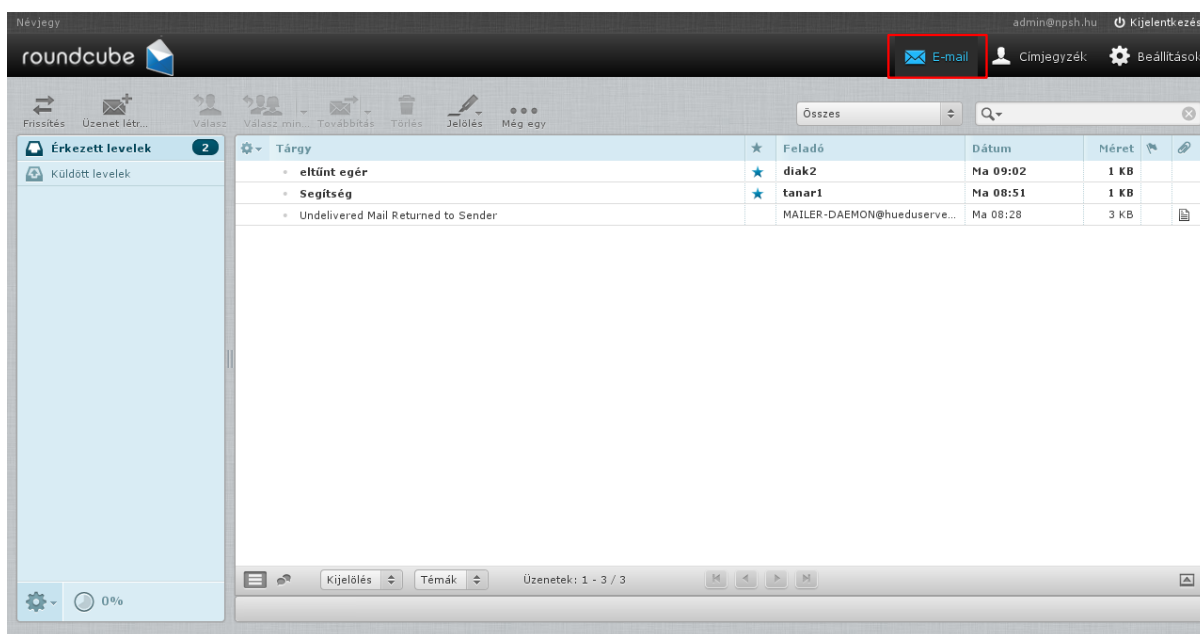 Névjegy admin@npsh.hu Kijelentkezés
roundcube E-mail Címjegyzék Beállítások
Frissítés Üzenet létr... Válasz Válasz min... Továbbítás Törlés Jelölés Még egy Összes
Érkezett levelek 2 Tárgy Feladó Dátum Méret
Küldött levelek
eltűnt egér diak2 Ma 09:02 1 KB
Segítség tanar1 Ma 08:51 1 KB
Undelivered Mail Returned to Sender MAILER-DAEMON@hueduserve... Ma 08:28 3 KB
Kijelölés Témák Üzenetek: 1 - 3 / 3
0%